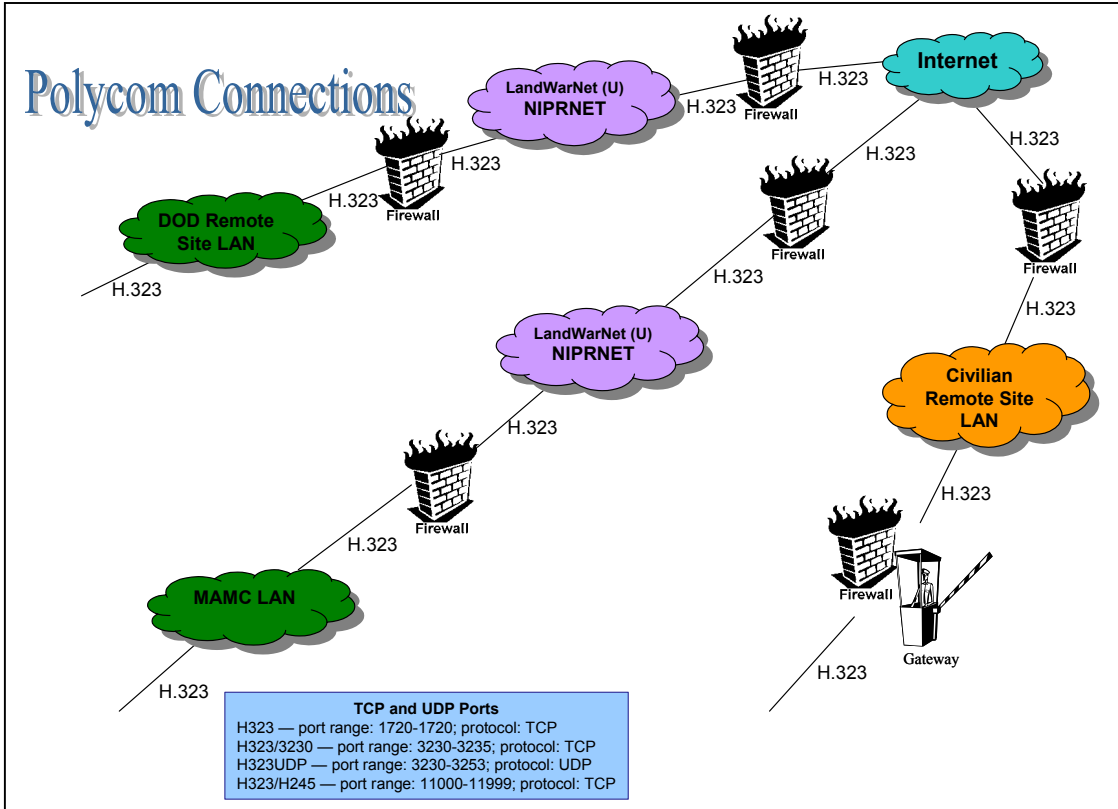 Polycom Connections
LandWarNet (U)
NIPRNET
H.323
Firewall
H.323
Internet
H.323
Firewall
H.323
DOD Remote
Site LAN
H.323
H.323
Firewall
H.323
H.323
Firewall
H.323
LandWarNet (U)
NIPRNET
H.323
Firewall
H.323
MAMC LAN
H.323
H.323
Firewall
H.323
Civilian
Remote Site
LAN
H.323
Firewall
Gateway
H.323
TCP and UDP Ports
H323 — port range: 1720-1720; protocol: TCP
H323/3230 — port range: 3230-3235; protocol: TCP
H323UDP — port range: 3230-3253; protocol: UDP
H323/H245 — port range: 11000-11999; protocol: TCP